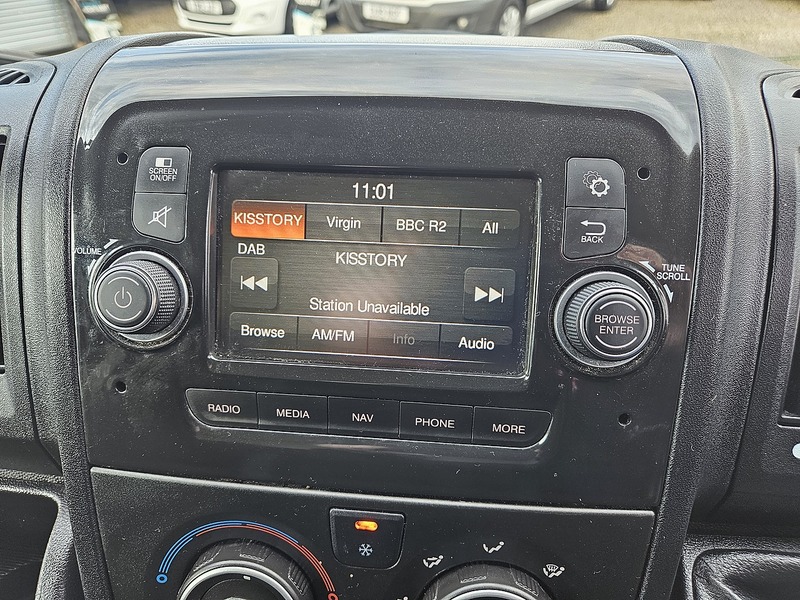 SCREEN
ON/OFF
VOLUME
11:01
KISSTORY Virgin BBC R2 All
DAB
KISSTORY
Station Unavailable
Browse AM/FM Info Audio
BACK
TUNE
SCROLL
BROWSE
ENTER
RADIO MEDIA NAV PHONE MORE